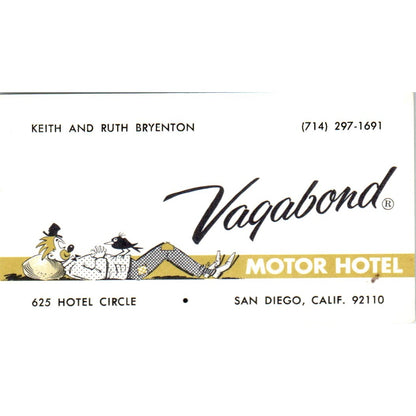 KEITH AND RUTH BRYENTON (714) 297-1691
Vagabond®
MOTOR HOTEL
625 HOTEL CIRCLE • SAN DIEGO, CALIF. 92110